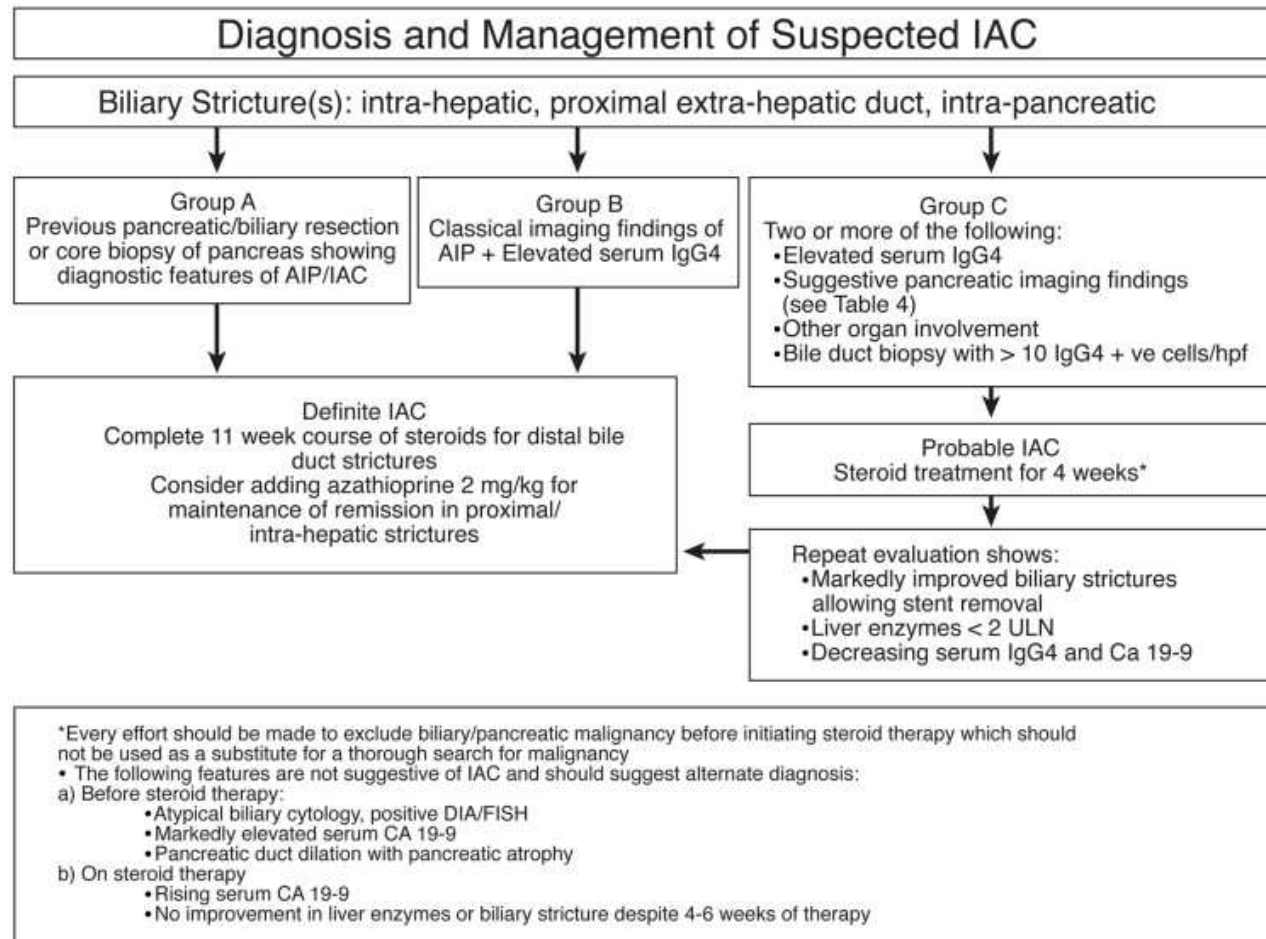 Diagnosis and Management of Suspected IAC
Biliary Stricture(s): intra-hepatic, proximal extra-hepatic duct, intra-pancreatic
Group A
Previous pancreatic/biliary resection
or core biopsy of pancreas showing
diagnostic features of AIP/IAC
Group B
Classical imaging findings of
AIP + Elevated serum IgG4
Group C
Two or more of the following:
•Elevated serum IgG4
•Suggestive pancreatic imaging findings
(see Table 4)
•Other organ involvement
•Bile duct biopsy with > 10 IgG4 + ve cells/hpf
Definite IAC
Complete 11 week course of steroids for distal bile
duct strictures
Consider adding azathioprine 2 mg/kg for
maintenance of remission in proximal/
intra-hepatic strictures
Probable IAC
Steroid treatment for 4 weeks*
Repeat evaluation shows:
•Markedly improved biliary strictures
allowing stent removal
•Liver enzymes < 2 ULN
•Decreasing serum IgG4 and Ca 19-9
*Every effort should be made to exclude biliary/pancreatic malignancy before initiating steroid therapy which should
not be used as a substitute for a thorough search for malignancy
• The following features are not suggestive of IAC and should suggest alternate diagnosis:
a) Before steroid therapy:
•Atypical biliary cytology, positive DIA/FISH
•Markedly elevated serum CA 19-9
•Pancreatic duct dilation with pancreatic atrophy
b) On steroid therapy
•Rising serum CA 19-9
•No improvement in liver enzymes or biliary stricture despite 4-6 weeks of therapy